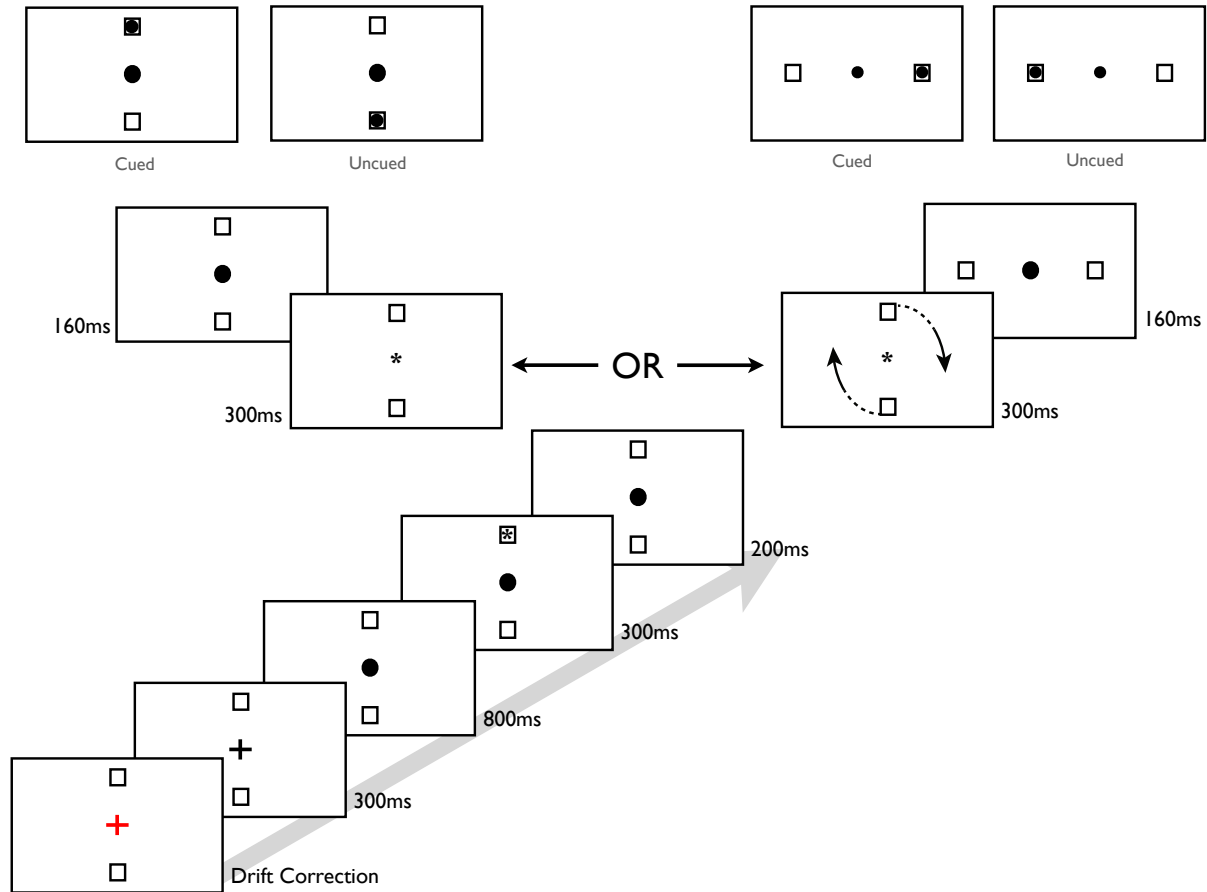 Cued
Uncued
Cued
Uncued
160ms
*
300ms
OR
*
300ms
160ms
*
200ms
300ms
800ms
300ms
Drift Correction